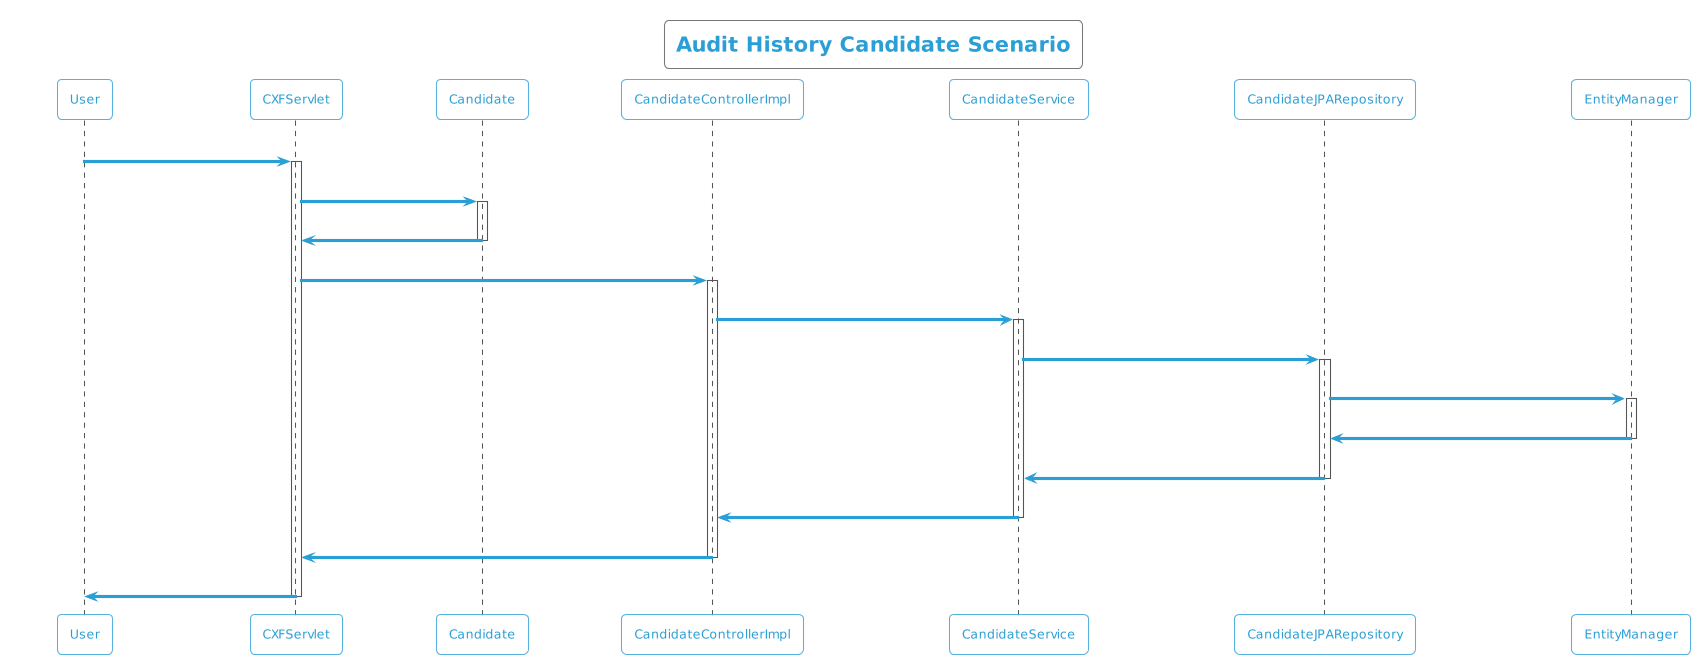 Audit History Candidate Scenario
User
CXFServlet
Candidate
CandidateControllerImpl
CandidateService
CandidateJPARepository
EntityManager
User
CXFServlet
Candidate
CandidateControllerImpl
CandidateService
CandidateJPARepository
EntityManager